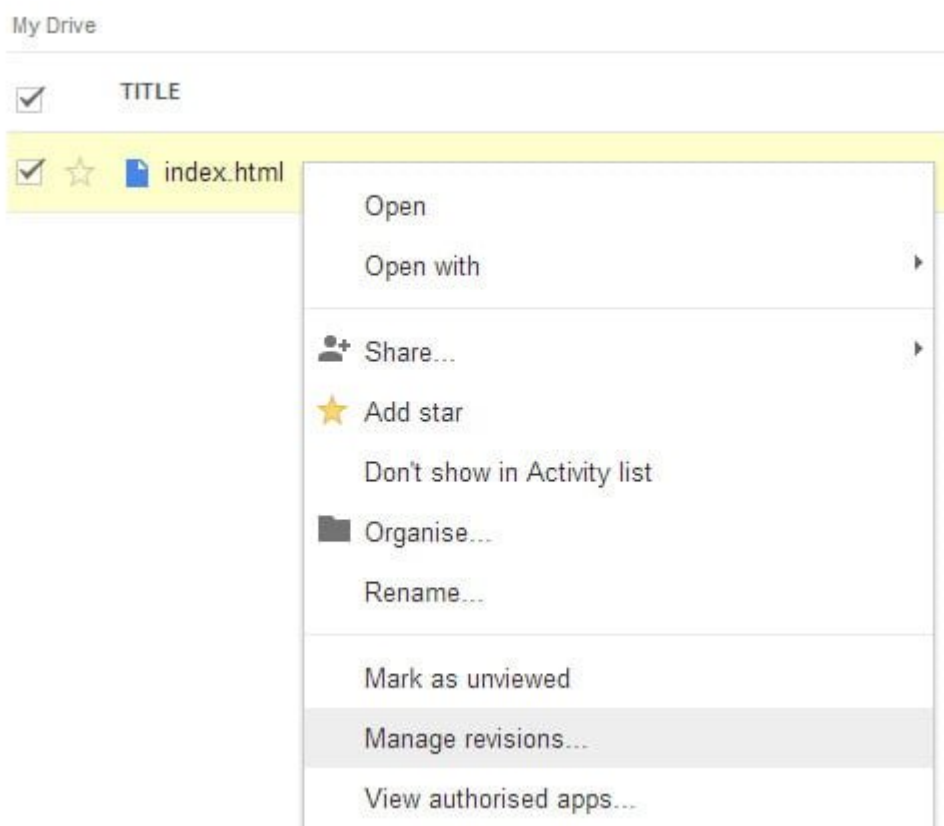 My Drive
TITLE
index.html
Open
Open with
Share...
Add star
Don't show in Activity list
Organise...
Rename...
Mark as unviewed
Manage revisions...
View authorised apps...